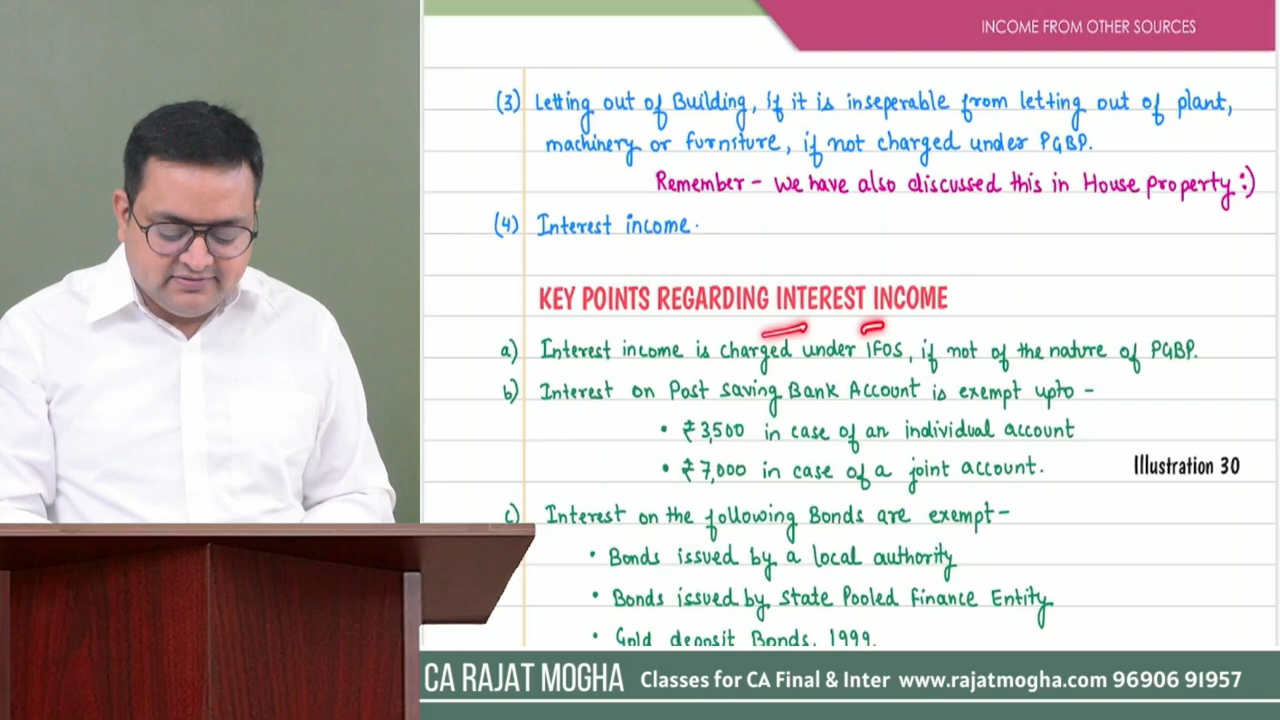 INCOME FROM OTHER SOURCES
(3) Letting out of Building, if it is inseperable from letting out of plant,
machinery or furniture, if not charged under PGBP.
Remember - We have also discussed this in House property :)
(4) Interest income.
KEY POINTS REGARDING INTEREST INCOME
a) Interest income is charged under IFOS, if not of the nature of PGBP.
b) Interest on Post saving Bank Account is exempt upto -
• ₹3,500 in case of an individual account
• ₹7,000 in case of a joint account.
Illustration 30
c) Interest on the following Bonds are exempt-
• Bonds issued by a local authority
• Bonds issued by state Pooled Finance Entity
• Gold deposit Bonds, 1999.
CA RAJAT MOGHA Classes for CA Final & Inter www.rajatmogha.com 96906 91957